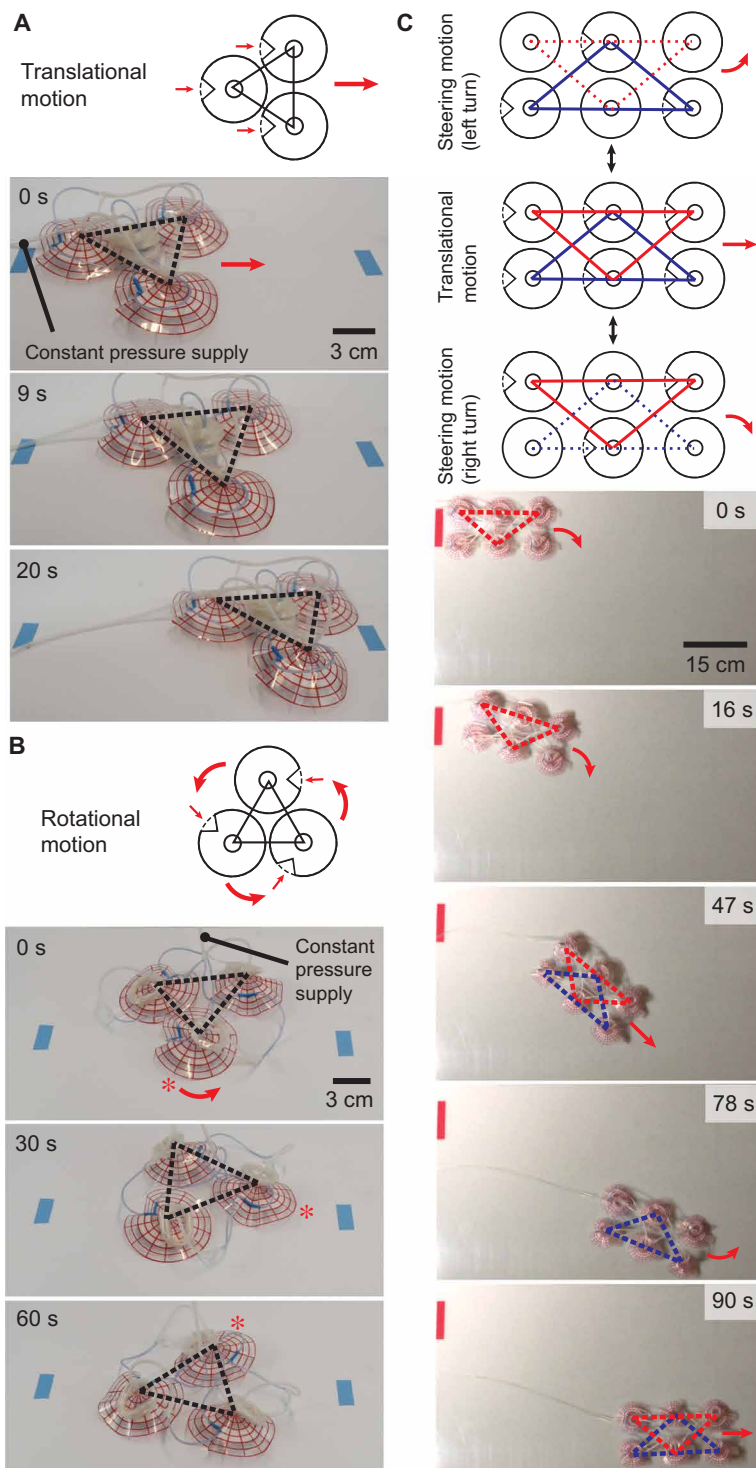 A
Translational
motion
0 s
Constant pressure supply
3 cm
9 s
20 s
B
Rotational
motion
0 s
Constant
pressure
supply
*
3 cm
30 s
*
60 s
*
C
Steering motion
(left turn)
Translational
motion
Steering motion
(right turn)
0 s
15 cm
16 s
47 s
78 s
90 s